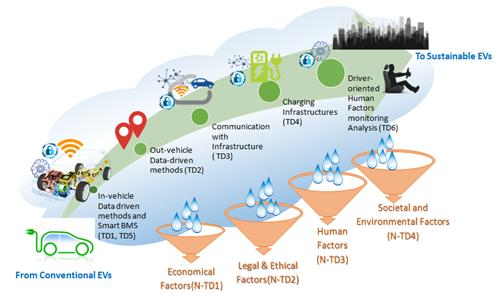 To Sustainable EVs
Driver-
oriented
Human
Factors
monitoring
Analysis (TD6)
Charging
Infrastructures
(TD4)
Communication
with
Infrastructure
(TD3)
Out-vehicle
Data-driven
methods (TD2)
In-vehicle
Data driven
methods and
Smart BMS
(TD1, TD5)
From Conventional EVs
Economical
Factors(N-TD1)
Legal & Ethical
Factors(N-TD2)
Human
Factors
(N-TD3)
Societal and
Environmental Factors
(N-TD4)